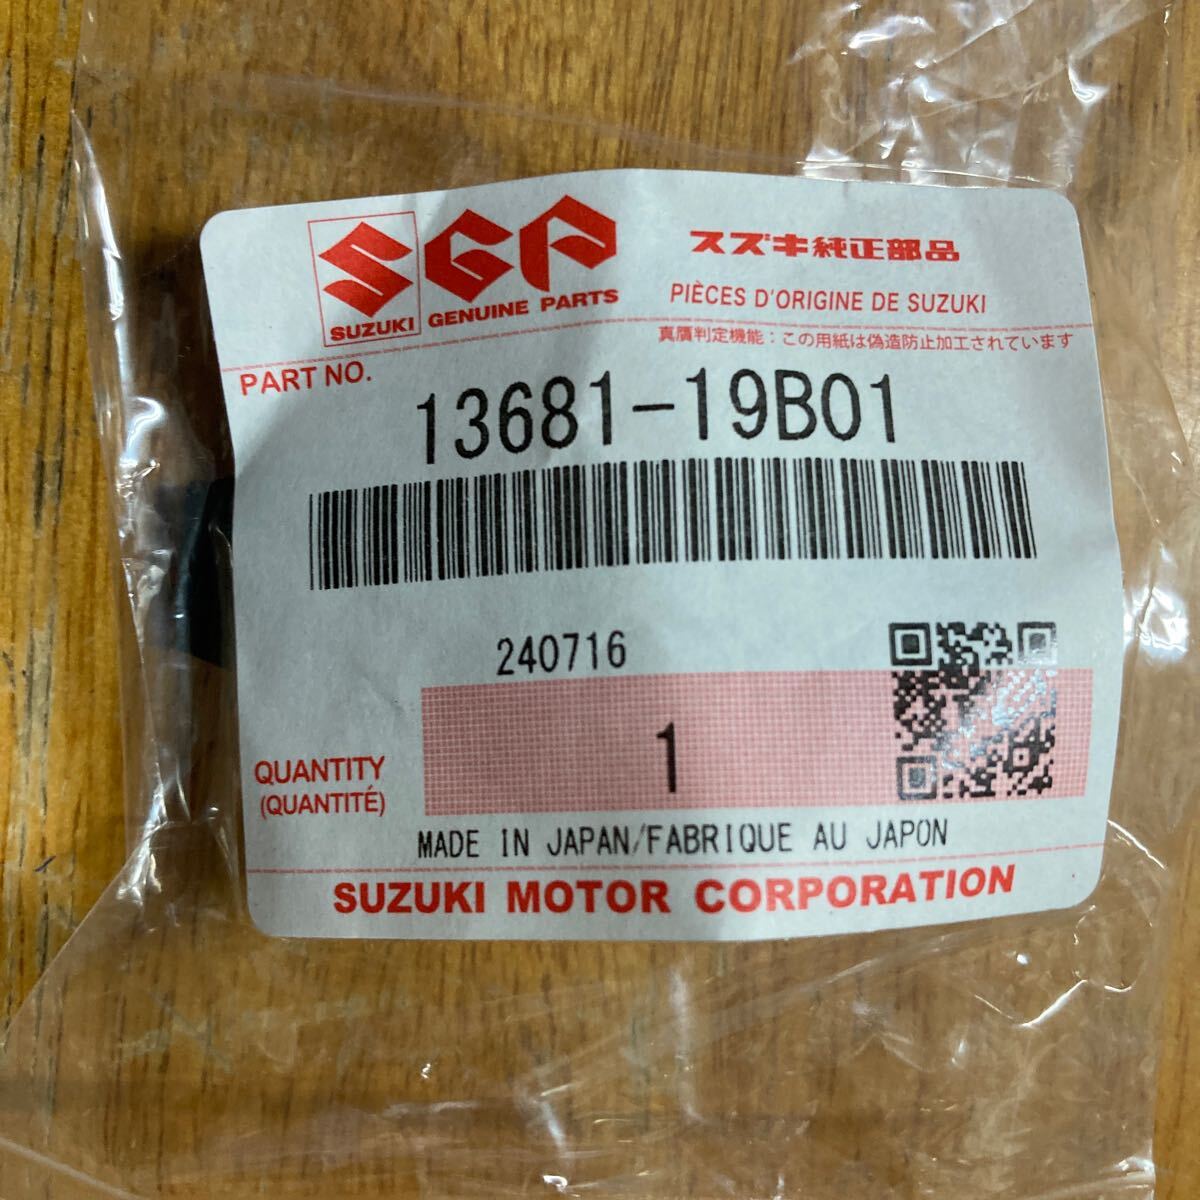 SGP
SUZUKI GENUINE PARTS
スズキ純正部品
PIÈCES D'ORIGINE DE SUZUKI
真贋判定機能：この用紙は偽造防止加工されています
PART NO.
13681-19B01
240716
QUANTITY
(QUANTITÉ)
1
MADE IN JAPAN/FABRIQUE AU JAPON
SUZUKI MOTOR CORPORATION